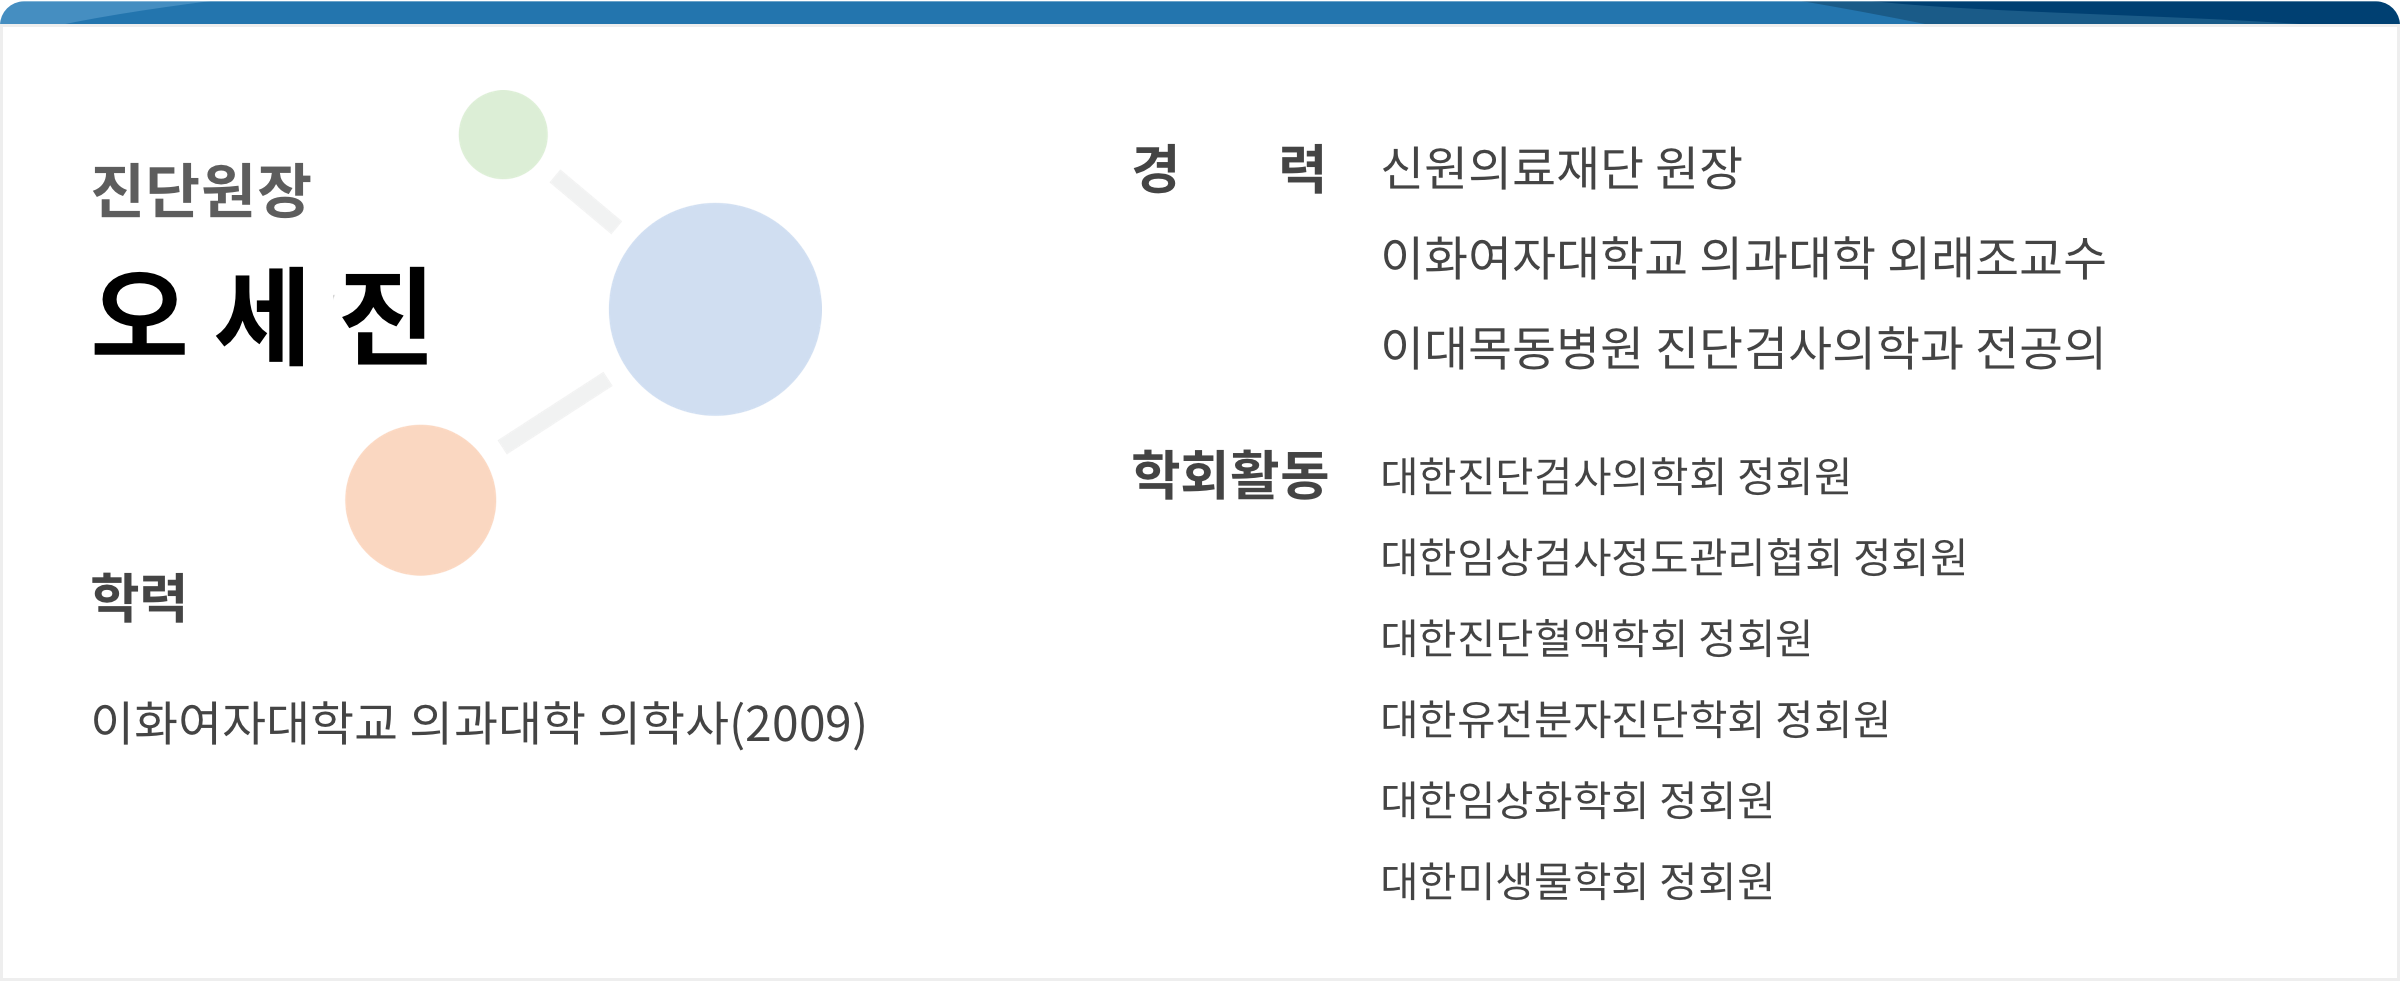 진단원장
오세진
학력
이화여자대학교 의과대학 의학사(2009)
경 력 신원의료재단 원장
이화여자대학교 의과대학 외래조교수
이대목동병원 진단검사의학과 전공의
학회활동 대한진단검사의학회 정회원
대한임상검사정도관리협회 정회원
대한진단혈액학회 정회원
대한유전분자진단학회 정회원
대한임상화학회 정회원
대한미생물학회 정회원